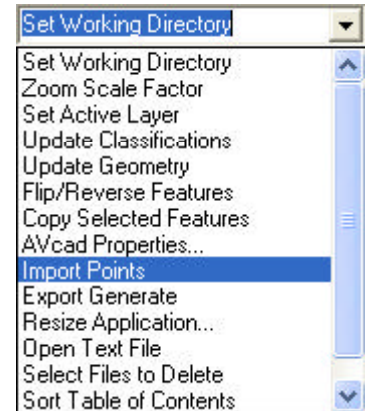 Set Working Directory
Set Working Directory
Zoom Scale Factor
Set Active Layer
Update Classifications
Update Geometry
Flip/Reverse Features
Copy Selected Features
AVcad Properties...
Import Points
Export Generate
Resize Application...
Open Text File
Select Files to Delete
Sort Table of Contents